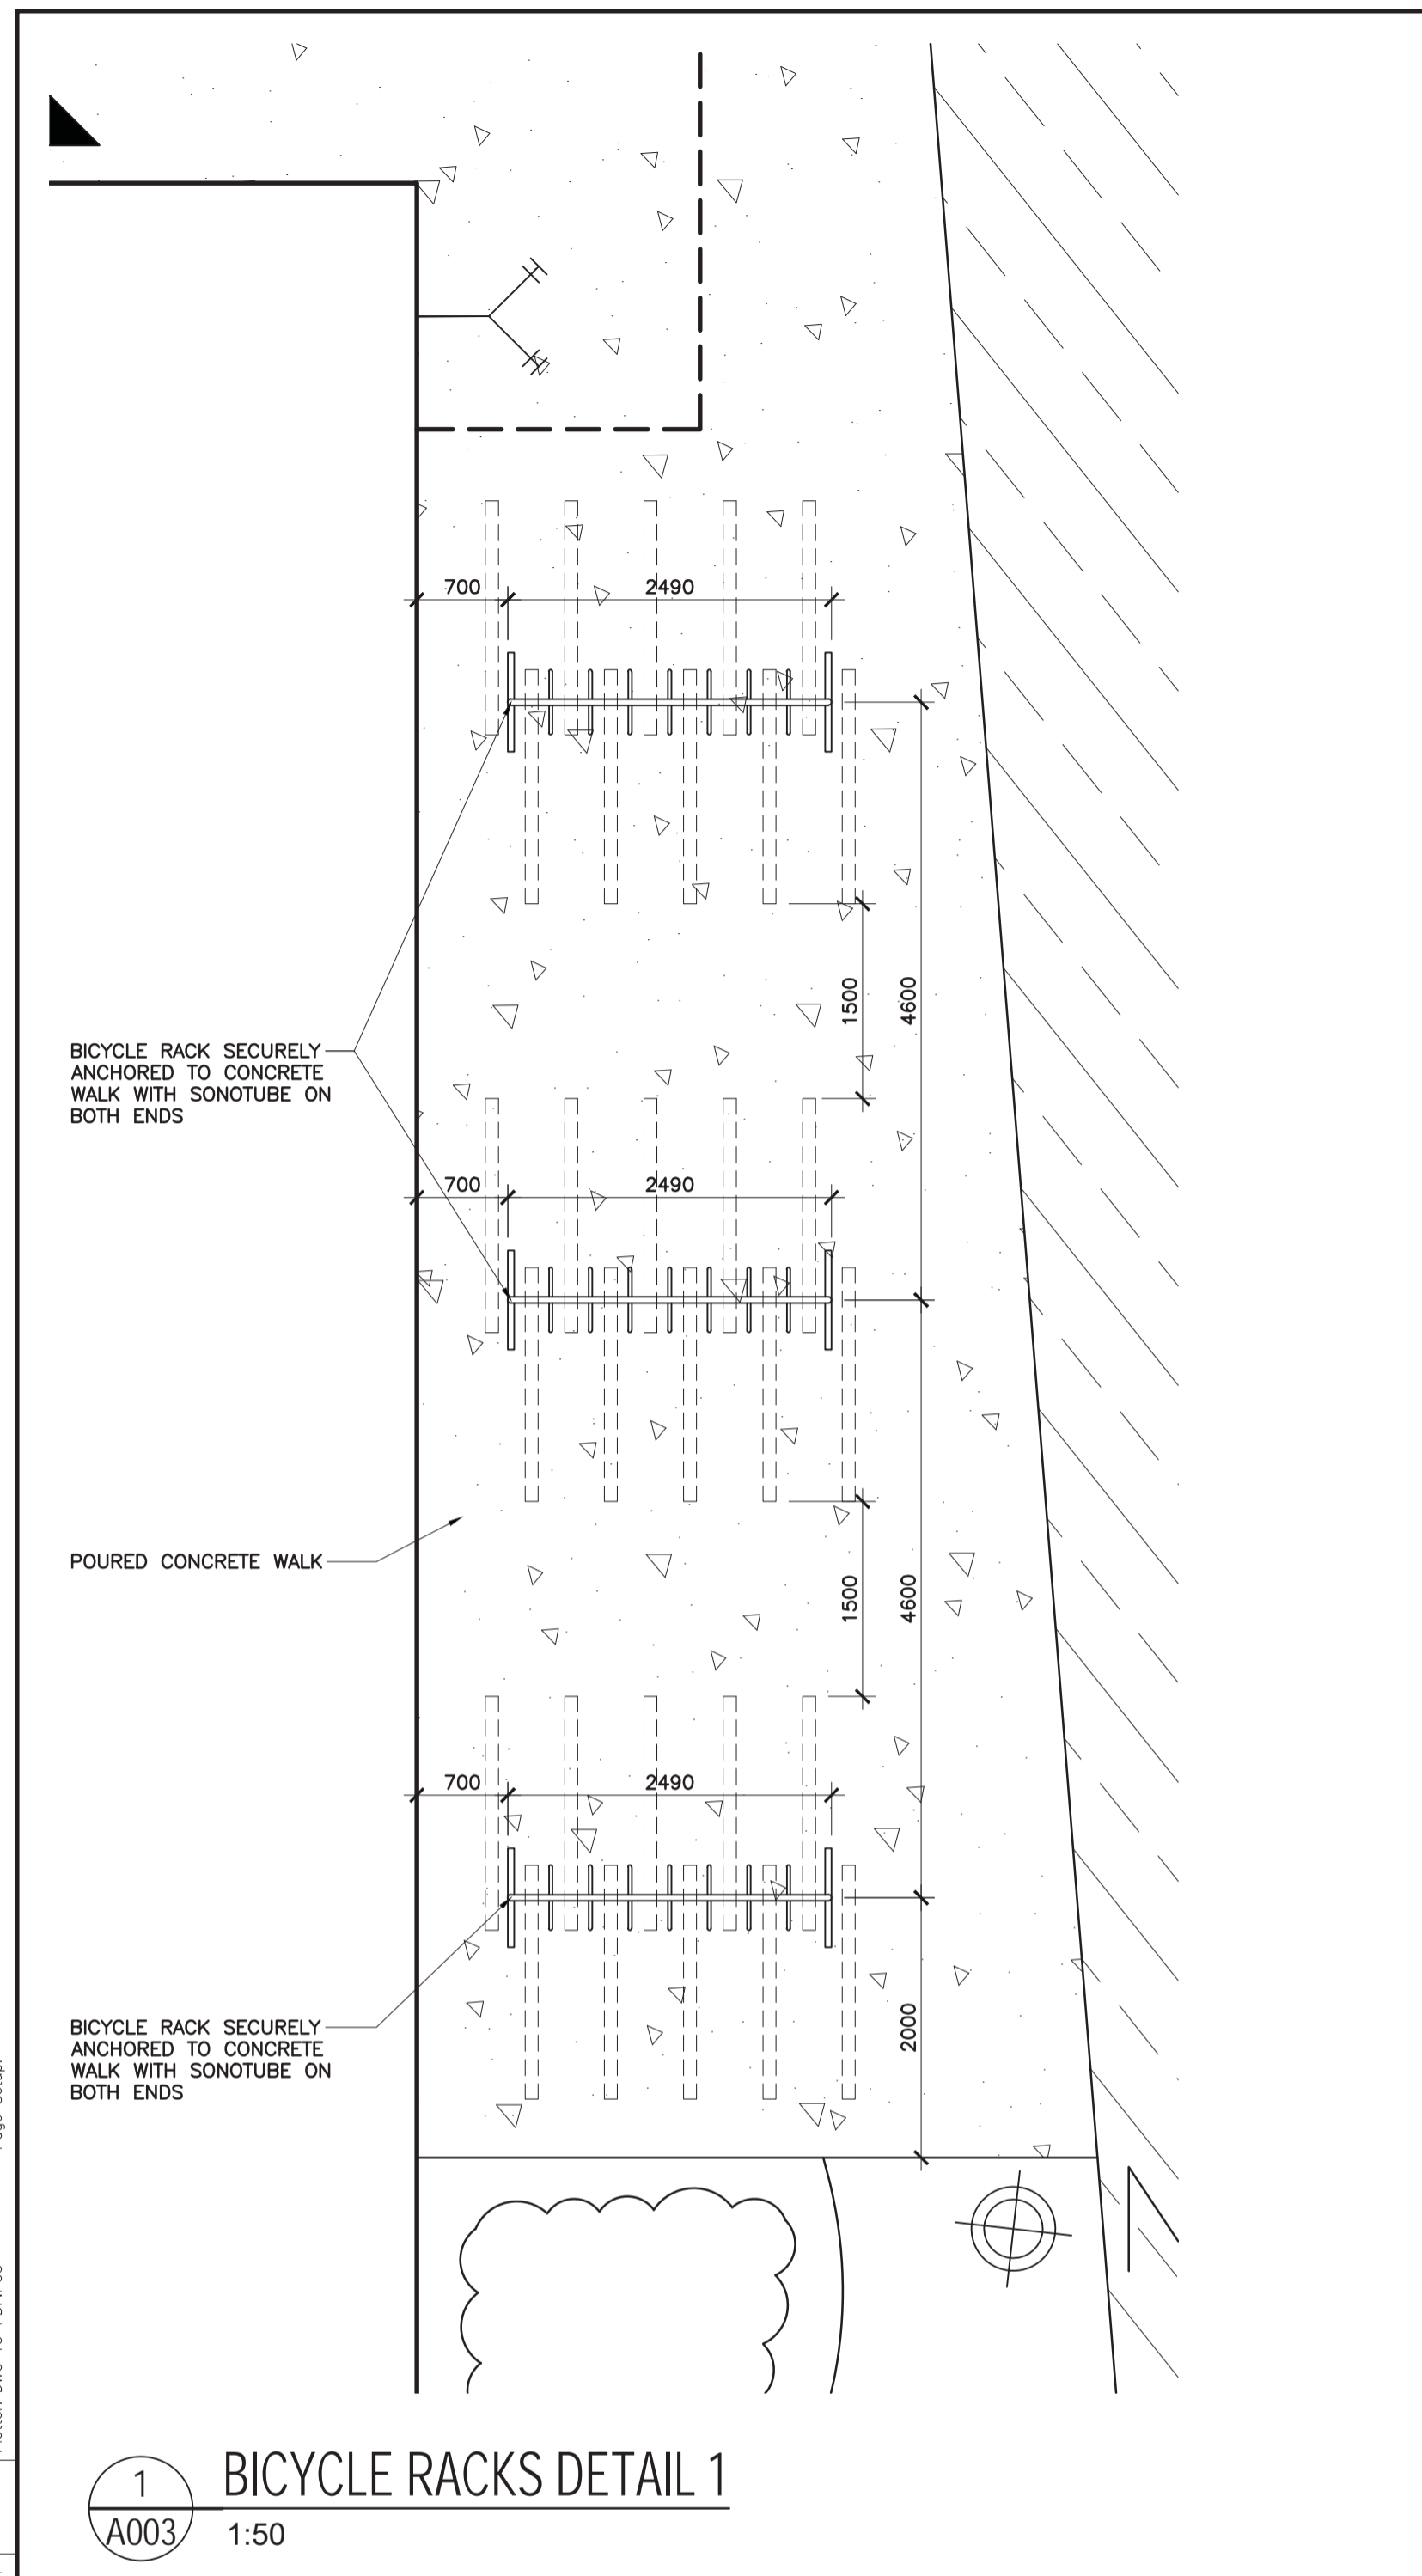 700
2490
1500
4600
BICYCLE RACK SECURELY
ANCHORED TO CONCRETE
WALK WITH SONOTUBE ON
BOTH ENDS
700
2490
POURED CONCRETE WALK
1500
4600
700
2490
BICYCLE RACK SECURELY
ANCHORED TO CONCRETE
WALK WITH SONOTUBE ON
BOTH ENDS
2000
1
A003
BICYCLE RACKS DETAIL 1
1:50